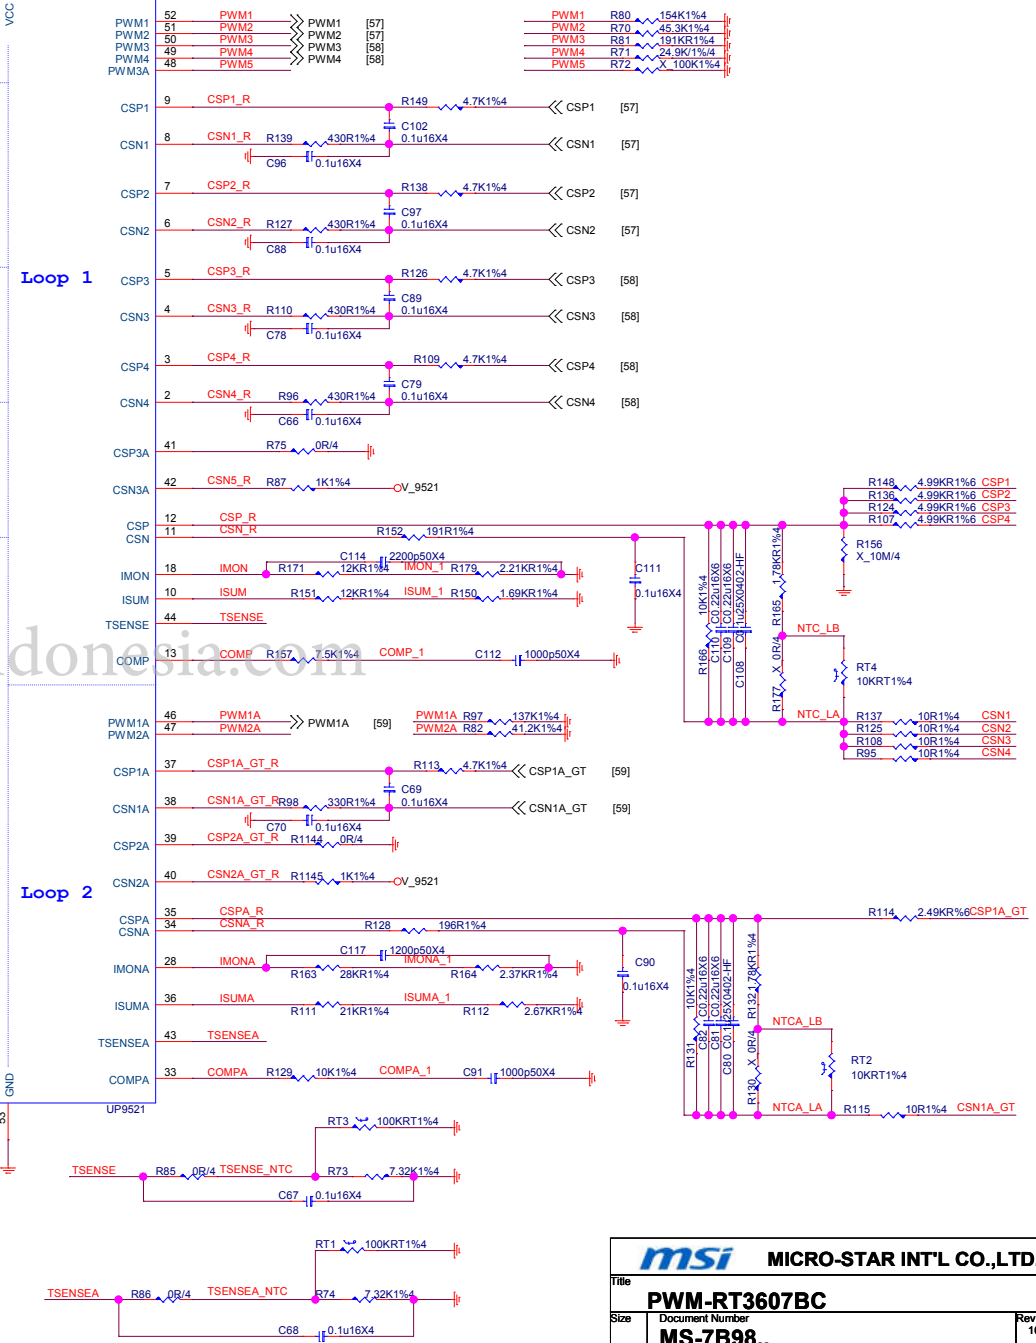 VCC
PWM1 52 PWM1 PWM1 [57]
PWM2 51 PWM2 PWM2 [57]
PWM3 50 PWM3 PWM3 [58]
PWM4 49 PWM4 PWM4 [58]
PWM3A 48 PWM5
PWM1 R80 154K1%4
PWM2 R70 45.3K1%4
PWM3 R81 191KR1%4
PWM4 R71 24.9K/1%/4
PWM5 R72 X_100K1%4
CSP1 9 CSP1_R R149 4.7K1%4 CSP1 [57]
C102
0.1u16X4
CSN1 8 CSN1_R R139 430R1%4 CSN1 [57]
C96 0.1u16X4
CSP2 7 CSP2_R R138 4.7K1%4 CSP2 [57]
C97
0.1u16X4
CSN2 6 CSN2_R R127 430R1%4 CSN2 [57]
C88 0.1u16X4
Loop 1
CSP3 5 CSP3_R R126 4.7K1%4 CSP3 [58]
C89
0.1u16X4
CSN3 4 CSN3_R R110 430R1%4 CSN3 [58]
C78 0.1u16X4
CSP4 3 CSP4_R R109 4.7K1%4 CSP4 [58]
C79
0.1u16X4
CSN4 2 CSN4_R R96 430R1%4 CSN4 [58]
C66 0.1u16X4
CSP3A 41 R75 0R/4
CSN3A 42 CSN5_R R87 1K1%4 V_9521
R148 4.99KR1%6 CSP1
R136 4.99KR1%6 CSP2
R124 4.99KR1%6 CSP3
R107 4.99KR1%6 CSP4
CSP 12 CSP_R
CSN 11 CSN_R R152 191R1%4
R156
X_10M/4
C114 2200p50X4
IMON 18 IMON R171 12KR1%4 IMON_1 R179 2.21KR1%4
C111
0.1u16X4
ISUM 10 ISUM R151 12KR1%4 ISUM_1 R150 1.69KR1%4
TSENSE 44 TSENSE
R166 10K1%4
C110 C0.22u16X6
C109 C0.22u16X6
C108 C0.1u25X0402-HF
R165 1.78KR1%4
R177 X_0R/4
NTC_LB
RT4
10KRT1%4
donesia.com
COMP 13 COMP R157 7.5K1%4 COMP_1 C112 1000p50X4
NTC_LA R137 10R1%4 CSN1
R125 10R1%4 CSN2
R108 10R1%4 CSN3
R95 10R1%4 CSN4
PWM1A 46 PWM1A PWM1A [59] PWM1A R97 137K1%4
PWM2A 47 PWM2A PWM2A R82 41.2K1%4
CSP1A 37 CSP1A_GT_R R113 4.7K1%4 CSP1A_GT [59]
C69
0.1u16X4
CSN1A 38 CSN1A_GT_R R98 330R1%4 CSN1A_GT [59]
C70 0.1u16X4
CSP2A 39 CSP2A_GT_R R1144 0R/4
CSN2A 40 CSN2A_GT_R R1145 1K1%4 V_9521
Loop 2
CSPA 35 CSPA_R R114 2.49KR%6 CSP1A_GT
CSNA 34 CSNA_R R128 196R1%4
C117 1200p50X4
IMONA 28 IMONA R163 28KR1%4 IMONA_1 R164 2.37KR1%4
C90
0.1u16X4
ISUMA 36 ISUMA R111 21KR1%4 ISUMA_1 R112 2.67KR1%4
R131 10K1%4
C82 C0.22u16X6
C81 C0.22u16X6
C80 C0.1u25X0402-HF
R132 1.78KR1%4
R130 X_0R/4
NTCA_LB
RT2
10KRT1%4
TSENSEA 43 TSENSEA
COMPA 33 COMPA R129 10K1%4 COMPA_1 C91 1000p50X4
NTCA_LA R115 10R1%4 CSN1A_GT
GND
53
UP9521
RT3 100KRT1%4
TSENSE R85 0R/4 TSENSE_NTC R73 7.32K1%4
C67 0.1u16X4
RT1 100KRT1%4
TSENSEA R86 0R/4 TSENSEA_NTC R74 7.32K1%4
C68 0.1u16X4
msi MICRO-STAR INT'L CO.,LTD
Title
PWM-RT3607BC
Size Document Number Rev
MS-7B98